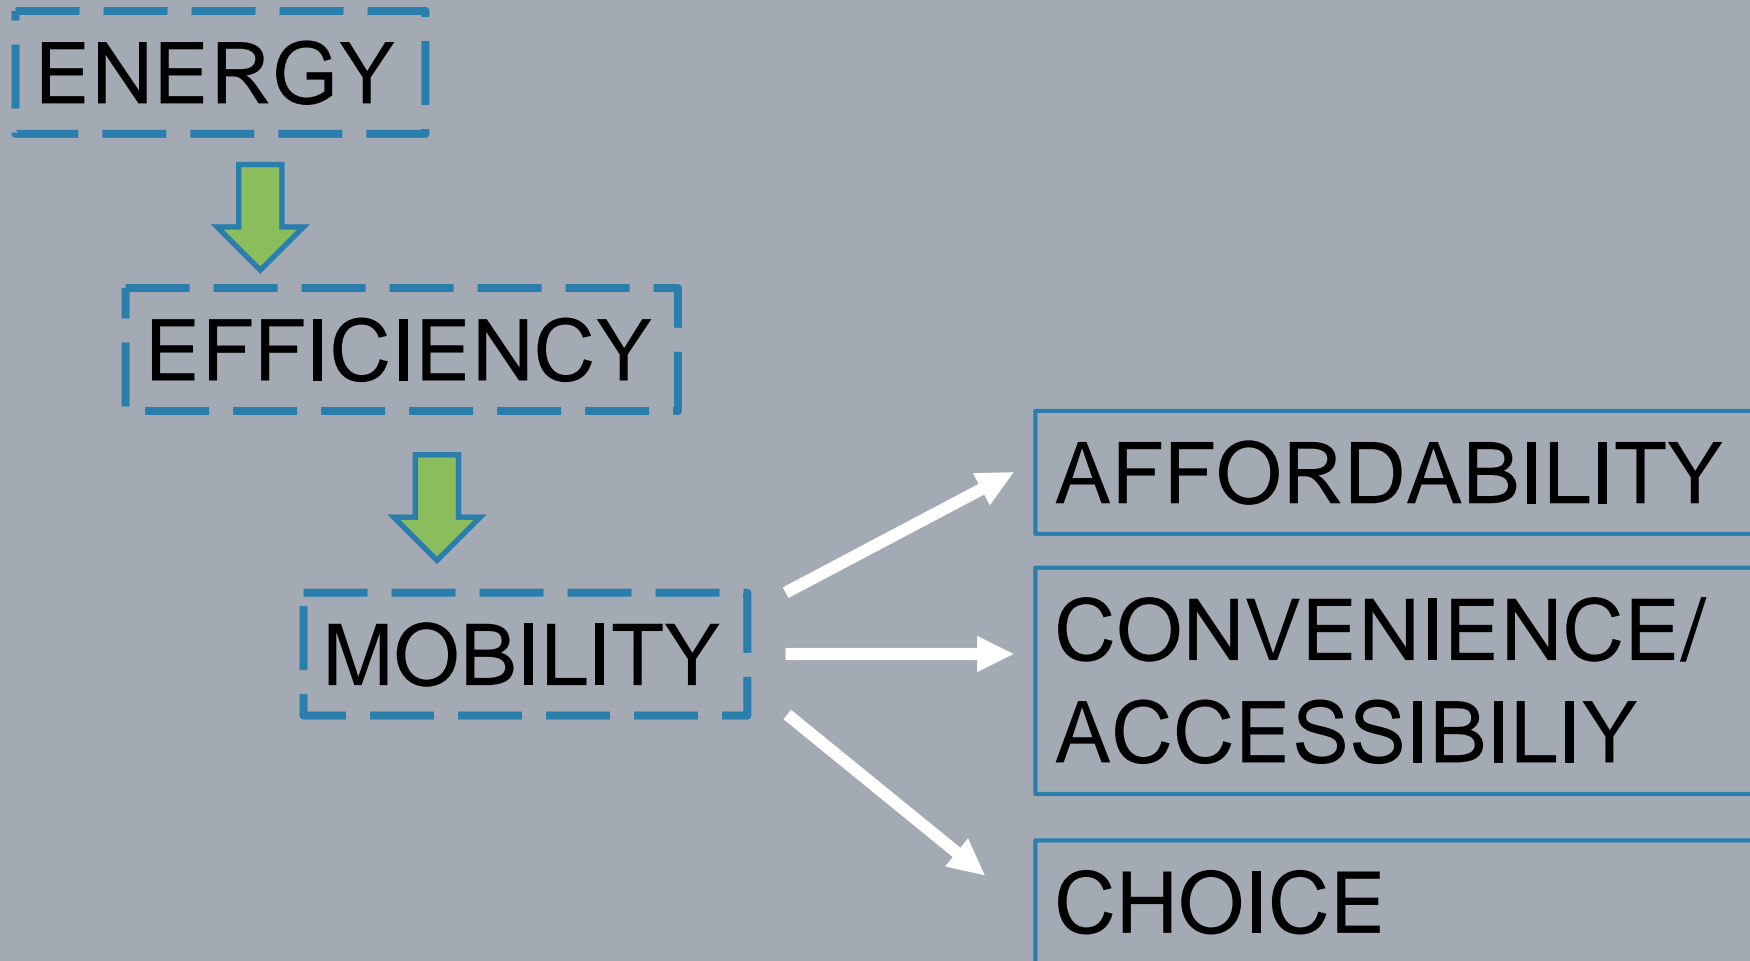 ENERGY
EFFICIENCY
MOBILITY
AFFORDABILITY
CONVENIENCE/
ACCESSIBILIY
CHOICE